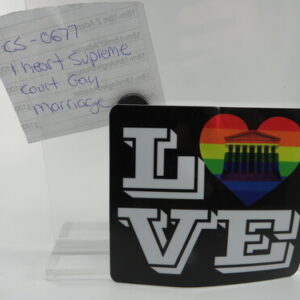 CS-0677
I heart Supreme
Court Gay
marriage
L
VE